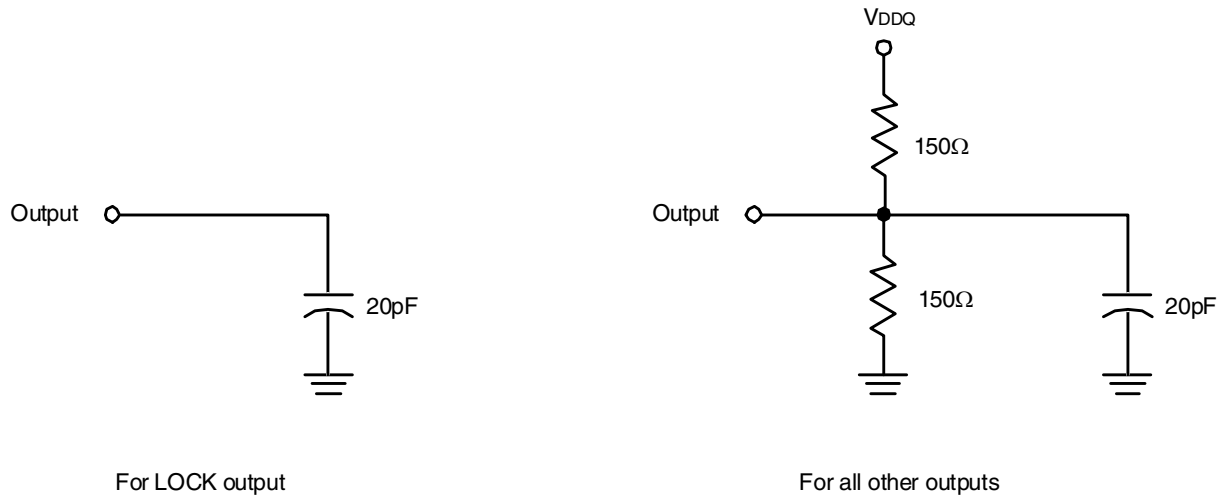 VDDQ
150Ω
Output
Output
150Ω
20pF
20pF
For LOCK output
For all other outputs